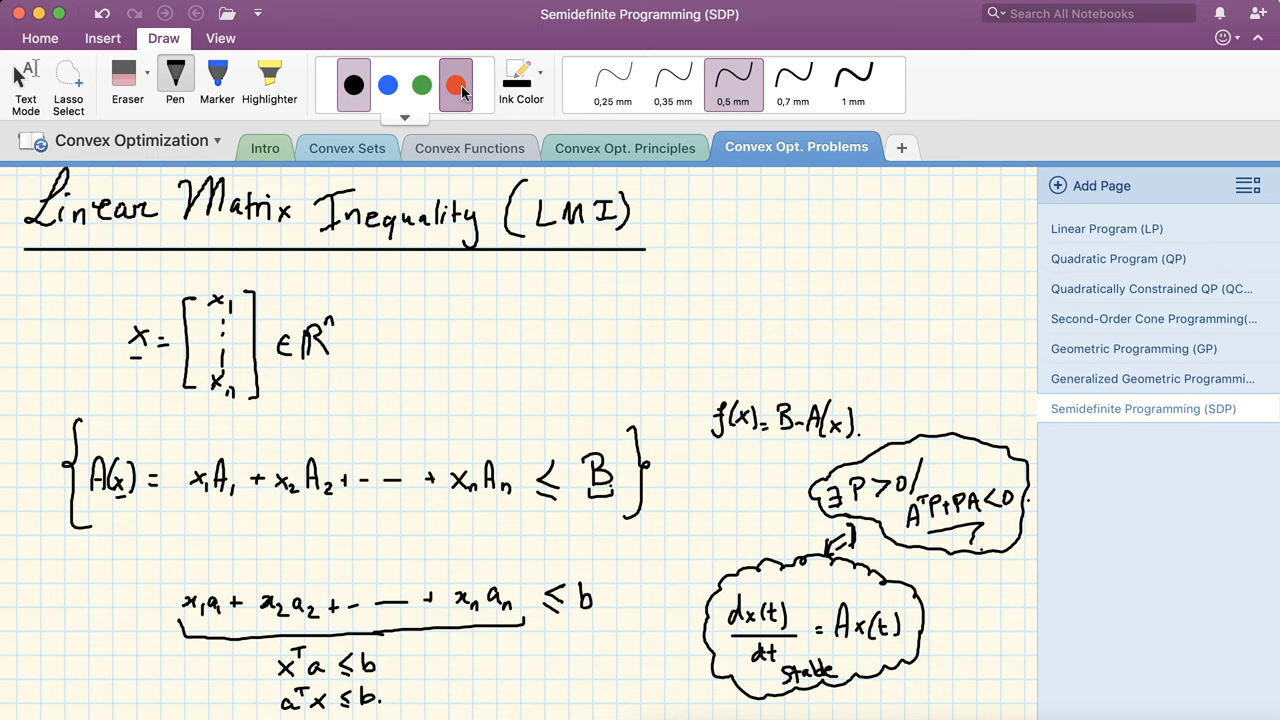 Semidefinite Programming (SDP)
Search All Notebooks
Home Insert Draw View
Text Mode
Lasso Select
Eraser
Pen
Marker
Highlighter
Ink Color
0,25 mm
0,35 mm
0,5 mm
0,7 mm
1 mm
Convex Optimization
Intro
Convex Sets
Convex Functions
Convex Opt. Principles
Convex Opt. Problems
+
Add Page
Linear Program (LP)
Quadratic Program (QP)
Quadratically Constrained QP (QC...
Second-Order Cone Programming(...
Geometric Programming (GP)
Generalized Geometric Programmi...
Semidefinite Programming (SDP)
Linear Matrix Inequality (LMI)
x = [x₁ ⋮ xₙ] ∈ ℝⁿ
f(x) = B-A(x).
{A(x) = x₁A₁ + x₂A₂ + -- — + xₙAₙ ≤ B}
∃ P > 0 /
AᵀP+PA < 0
?
x₁a₁ + x₂a₂ + - — + xₙaₙ ≤ b
dx(t)/dt = Ax(t)
stable
xᵀa ≤ b
aᵀx ≤ b.